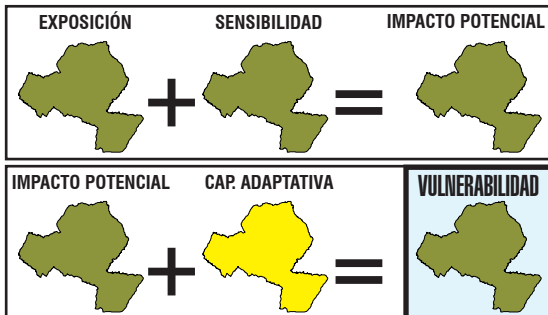 EXPOSICIÓN SENSIBILIDAD IMPACTO POTENCIAL
+ =
IMPACTO POTENCIAL CAP. ADAPTATIVA VULNERABILIDAD
+ =